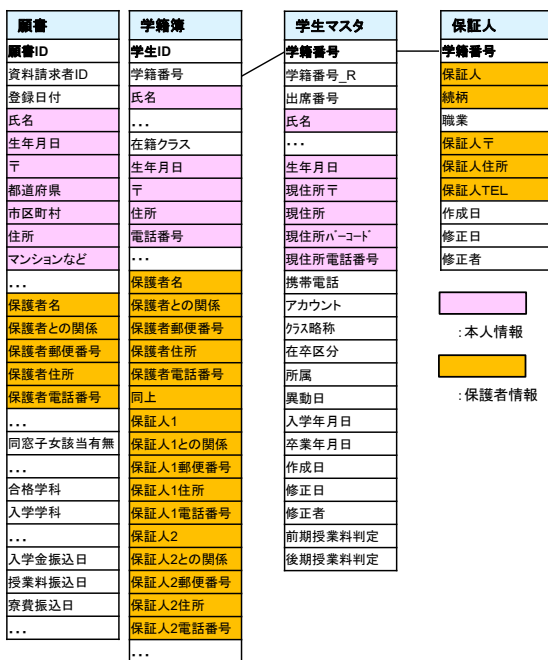 願書
願書ID
資料請求者ID
登録日付
氏名
生年月日
〒
都道府県
市区町村
住所
マンションなど
...
保護者名
保護者との関係
保護者郵便番号
保護者住所
保護者電話番号
...
同窓子女該当有無
...
合格学科
入学学科
...
入学金振込日
授業料振込日
寮費振込日
...
学籍簿
学生ID
学籍番号
氏名
...
在籍クラス
生年月日
〒
住所
電話番号
...
保護者名
保護者との関係
保護者郵便番号
保護者住所
保護者電話番号
同上
保証人1
保証人1との関係
保証人1郵便番号
保証人1住所
保証人1電話番号
保証人2
保証人2との関係
保証人2郵便番号
保証人2住所
保証人2電話番号
...
学生マスタ
学籍番号
学籍番号_R
出席番号
氏名
...
生年月日
現住所〒
現住所
現住所バーコード
現住所電話番号
携帯電話
アカウント
クラス略称
在卒区分
所属
異動日
入学年月日
卒業年月日
作成日
修正日
修正者
前期授業料判定
後期授業料判定
保証人
学籍番号
保証人
続柄
職業
保証人〒
保証人住所
保証人TEL
作成日
修正日
修正者
：本人情報
：保護者情報